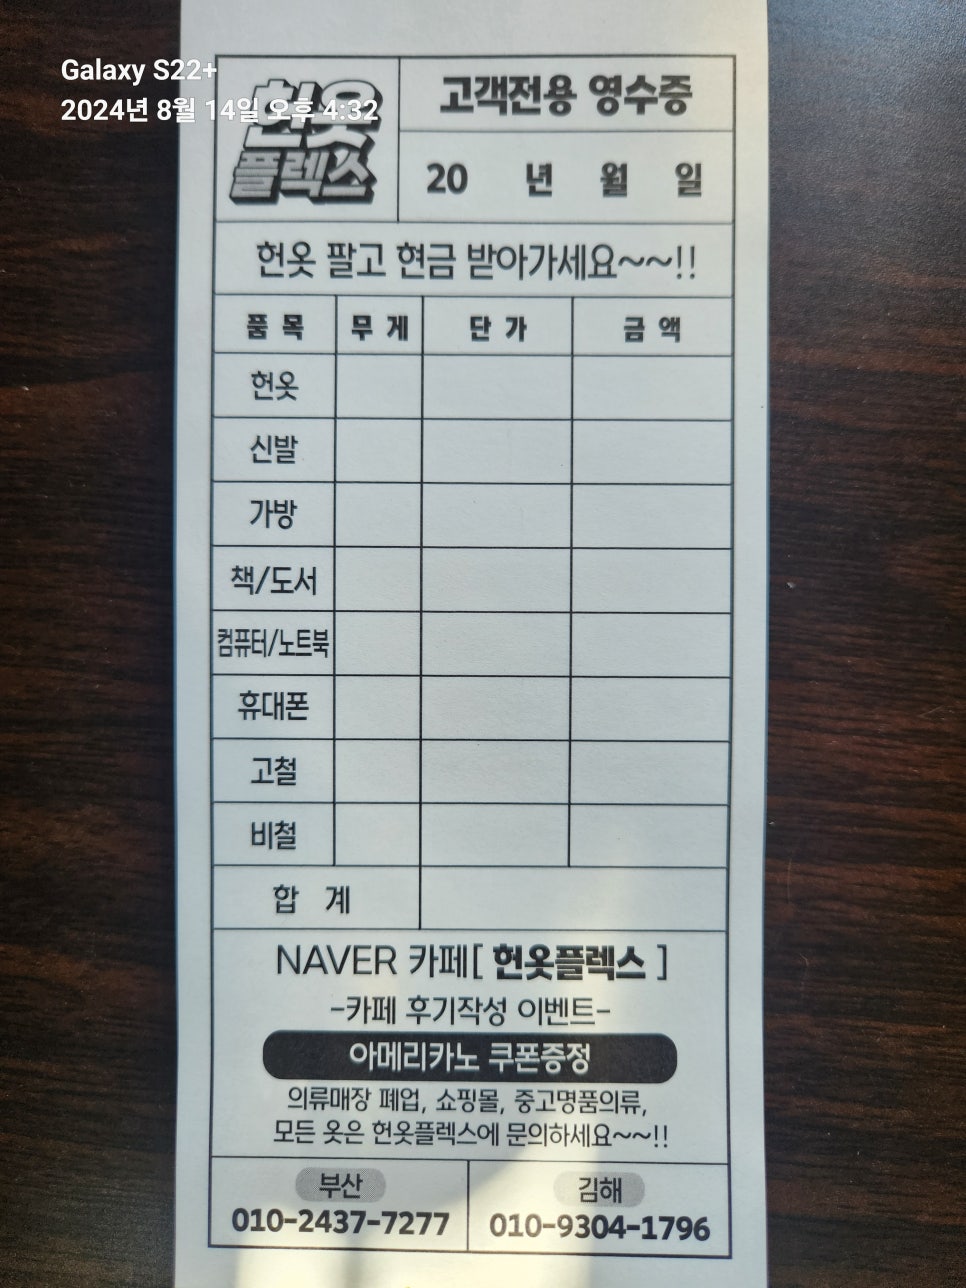 Galaxy S22+
2024년 8월 14일 오후 4:32
헌옷
플렉스
고객전용 영수증
20 년 월 일
헌옷 팔고 현금 받아가세요~~!!
품 목 무 게 단 가 금 액
헌옷
신발
가방
책/도서
컴퓨터/노트북
휴대폰
고철
비철
합 계
NAVER 카페[ 헌옷플렉스 ]
-카페 후기작성 이벤트-
아메리카노 쿠폰증정
의류매장 폐업, 쇼핑몰, 중고명품의류,
모든 옷은 헌옷플렉스에 문의하세요~~!!
부산 김해
010-2437-7277 010-9304-1796